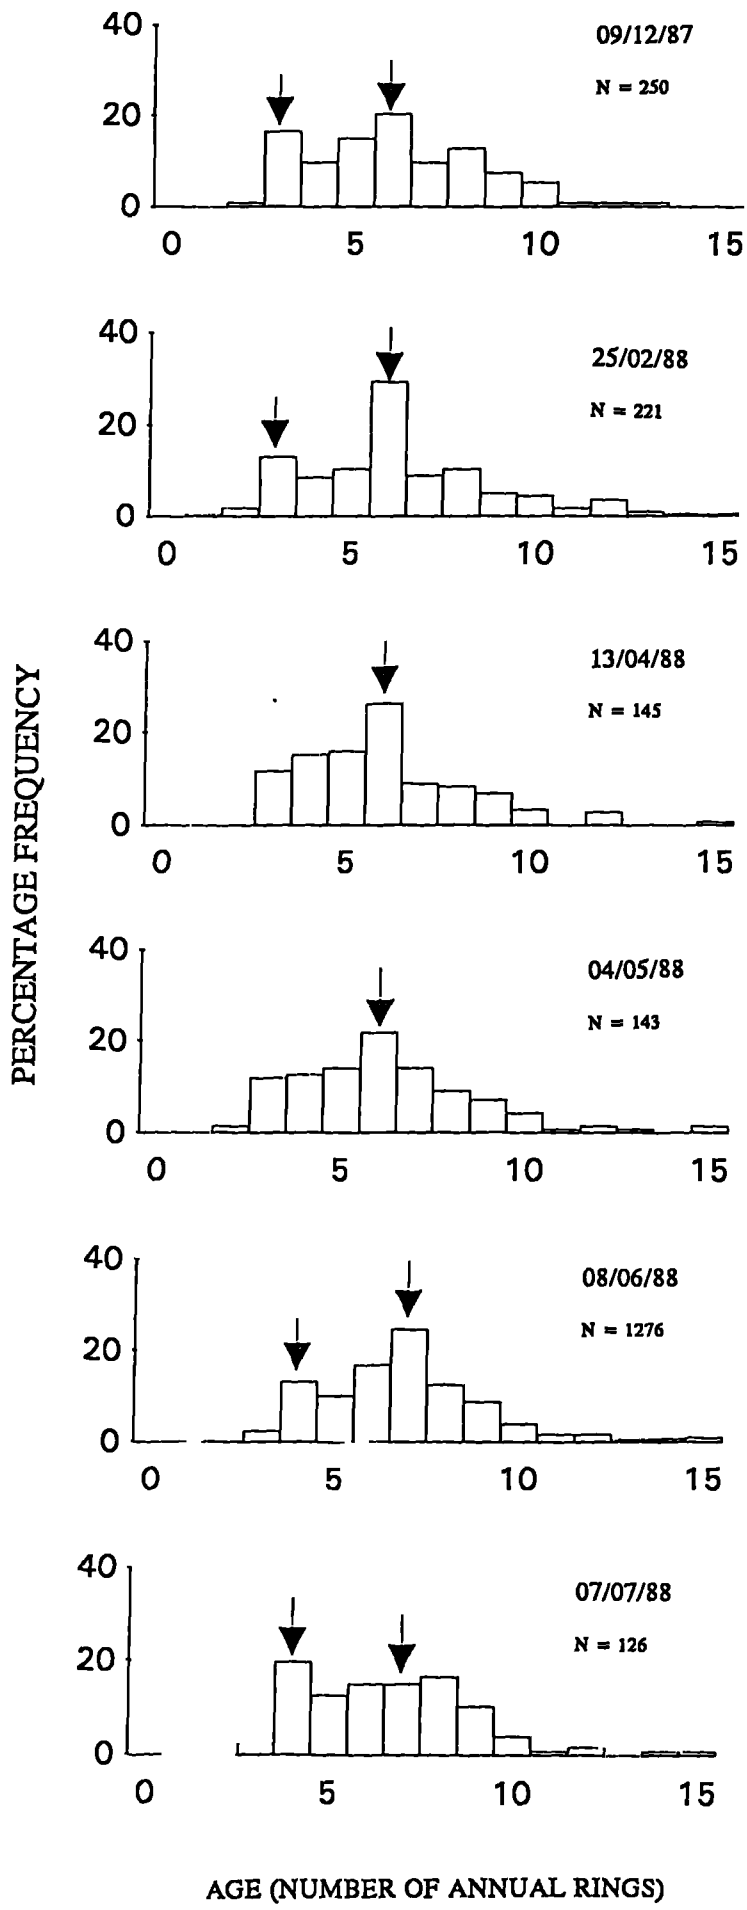 40
20
0
0 5 10 15
09/12/87
N = 250
40
20
0
0 5 10 15
25/02/88
N = 221
40
20
0
0 5 10 15
13/04/88
N = 145
40
20
0
0 5 10 15
04/05/88
N = 143
40
20
0
0 5 10 15
08/06/88
N = 1276
40
20
0
0 5 10 15
07/07/88
N = 126
PERCENTAGE FREQUENCY
AGE (NUMBER OF ANNUAL RINGS)